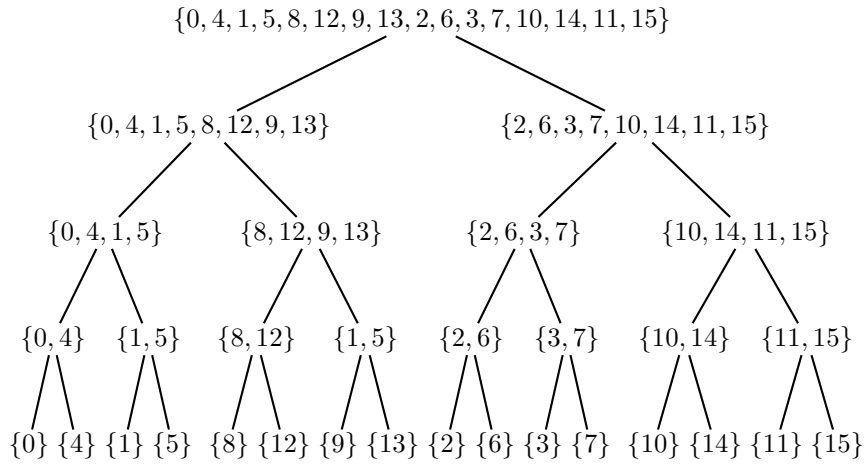 {0, 4, 1, 5, 8, 12, 9, 13, 2, 6, 3, 7, 10, 14, 11, 15}
{0, 4, 1, 5, 8, 12, 9, 13} {2, 6, 3, 7, 10, 14, 11, 15}
{0, 4, 1, 5} {8, 12, 9, 13} {2, 6, 3, 7} {10, 14, 11, 15}
{0, 4} {1, 5} {8, 12} {1, 5} {2, 6} {3, 7} {10, 14} {11, 15}
{0} {4} {1} {5} {8} {12} {9} {13} {2} {6} {3} {7} {10} {14} {11} {15}